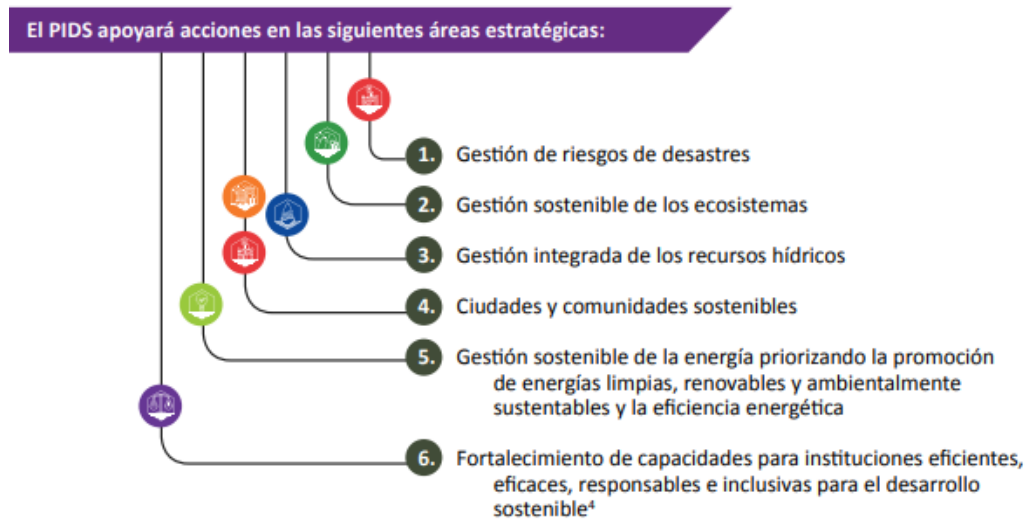 El PIDS apoyará acciones en las siguientes áreas estratégicas:
1. Gestión de riesgos de desastres
2. Gestión sostenible de los ecosistemas
3. Gestión integrada de los recursos hídricos
4. Ciudades y comunidades sostenibles
5. Gestión sostenible de la energía priorizando la promoción
de energías limpias, renovables y ambientalmente
sustentables y la eficiencia energética
6. Fortalecimiento de capacidades para instituciones eficientes,
eficaces, responsables e inclusivas para el desarrollo
sostenible⁴